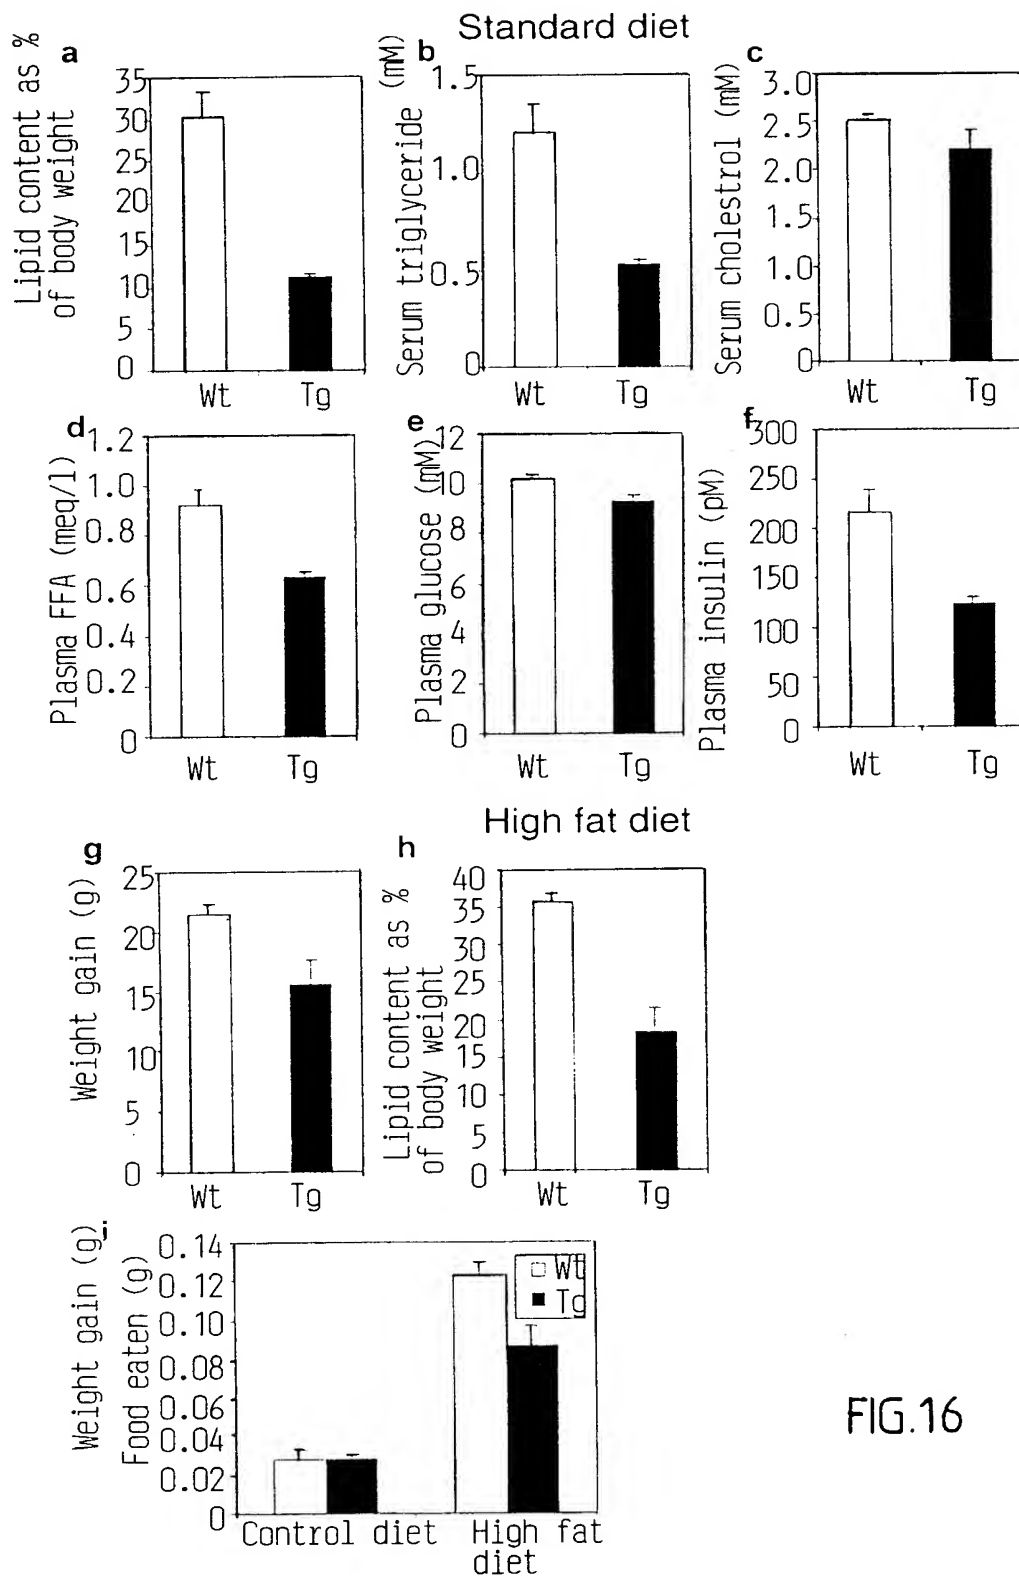 Standard diet
a
Lipid content as %
of body weight
35
30
25
20
15
10
5
0
Wt Tg
b
Serum triglyceride (mM)
1.5
1.0
0.5
0
Wt Tg
c
Serum cholestrol (mM)
3.0
2.5
2.0
1.5
1.0
0.5
0
Wt Tg
d
Plasma FFA (meq/l)
1.2
1.0
0.8
0.6
0.4
0.2
0
Wt Tg
e
Plasma glucose (mM)
12
10
8
6
4
2
0
Wt Tg
f
Plasma insulin (pM)
300
250
200
150
100
50
0
Wt Tg
High fat diet
g
Weight gain (g)
25
20
15
10
5
0
Wt Tg
h
Lipid content as %
of body weight
40
35
30
25
20
15
10
5
0
Wt Tg
i
Weight gain (g)
Food eaten (g)
0.14
0.12
0.10
0.08
0.06
0.04
0.02
0
Wt
Tg
Control diet High fat
diet
FIG.16